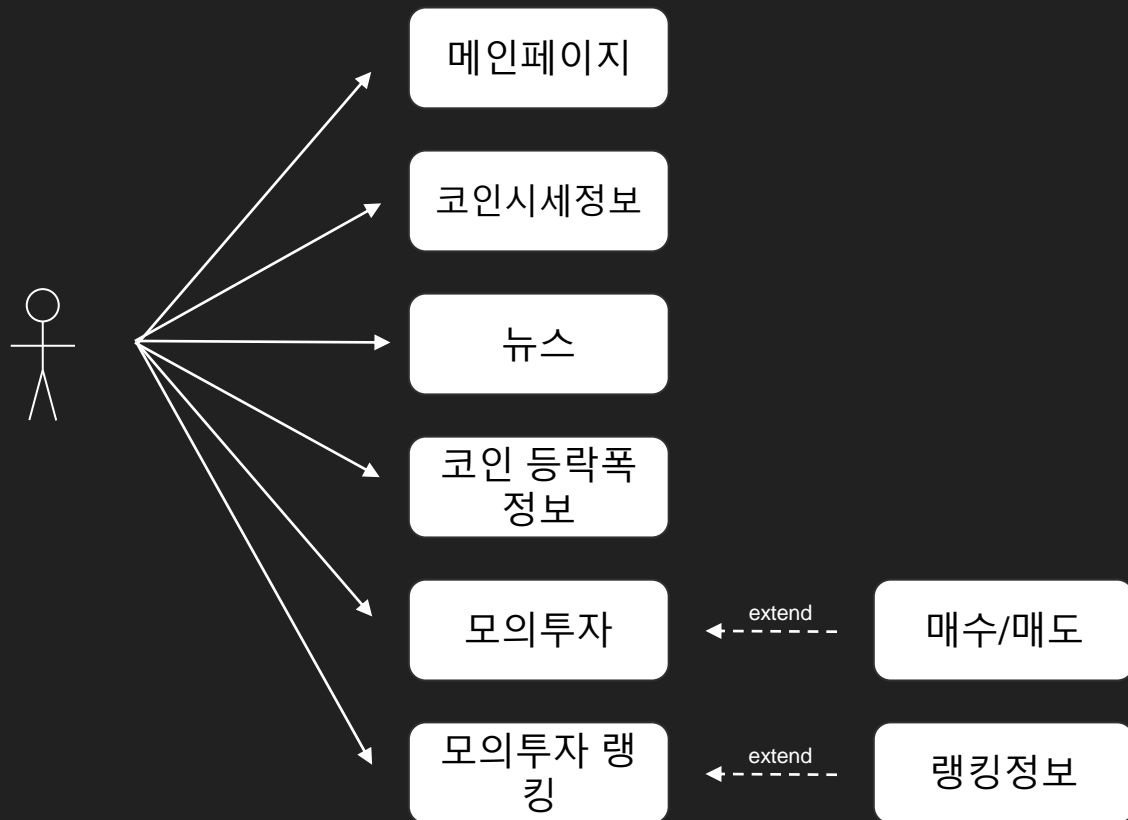 메인페이지
코인시세정보
뉴스
코인 등락폭
정보
모의투자
extend
매수/매도
모의투자 랭
킹
extend
랭킹정보